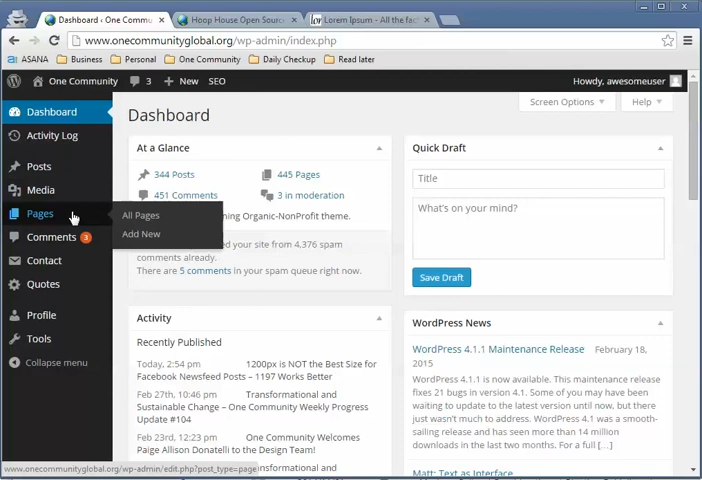 Dashboard ‹ One Commu ×
Hoop House Open Sourc ×
Lorem Ipsum - All the fac ×
www.onecommunityglobal.org/wp-admin/index.php
ASANA Business Personal One Community Daily Checkup Read later
One Community 3 + New SEO Howdy, awesomeuser
Dashboard
Activity Log
Posts
Media
Pages
Comments 3
Contact
Quotes
Profile
Tools
Collapse menu
All Pages
Add New
Screen Options Help
Dashboard
At a Glance
344 Posts 445 Pages
451 Comments 3 in moderation
ning Organic-NonProfit theme.
ed your site from 4,376 spam
comments already.
There are 5 comments in your spam queue right now.
Activity
Recently Published
Today, 2:54 pm 1200px is NOT the Best Size for
Facebook Newsfeed Posts – 1197 Works Better
Feb 27th, 10:46 pm Transformational and
Sustainable Change – One Community Weekly Progress
Update #104
Feb 23rd, 12:23 pm One Community Welcomes
Paige Allison Donatelli to the Design Team!
nsformational and
Quick Draft
Title
What's on your mind?
Save Draft
WordPress News
WordPress 4.1.1 Maintenance Release February 18,
2015
WordPress 4.1.1 is now available. This maintenance release
fixes 21 bugs in version 4.1. Some of you may have been
waiting to update to the latest version until now, but there
just wasn't much to address. WordPress 4.1 was a smooth-
sailing release and has seen more than 14 million
downloads in the last two months. For a full […]
Matt: Text as Interface
www.onecommunityglobal.org/wp-admin/edit.php?post_type=page